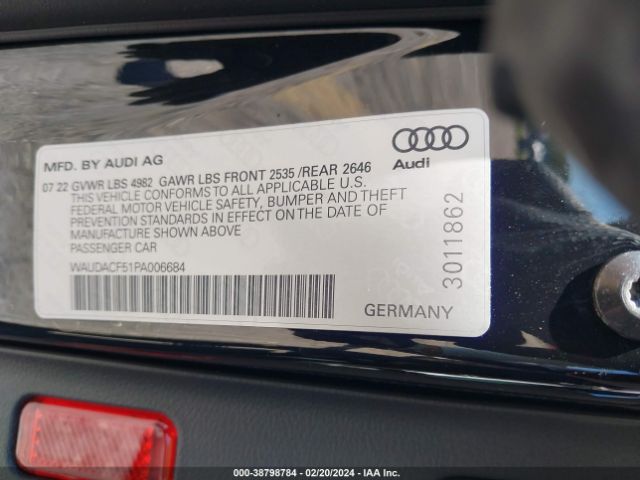 MFD. BY AUDI AG
Audi
07 22 GVWR LBS 4982 GAWR LBS FRONT 2535 /REAR 2646
THIS VEHICLE CONFORMS TO ALL APPLICABLE U.S.
FEDERAL MOTOR VEHICLE SAFETY, BUMPER AND THEFT
PREVENTION STANDARDS IN EFFECT ON THE DATE OF
MANUFACTURE SHOWN ABOVE
PASSENGER CAR
WAUDACF51PA006684
3011862
GERMANY
000-38798784 - 02/20/2024 - IAA Inc.